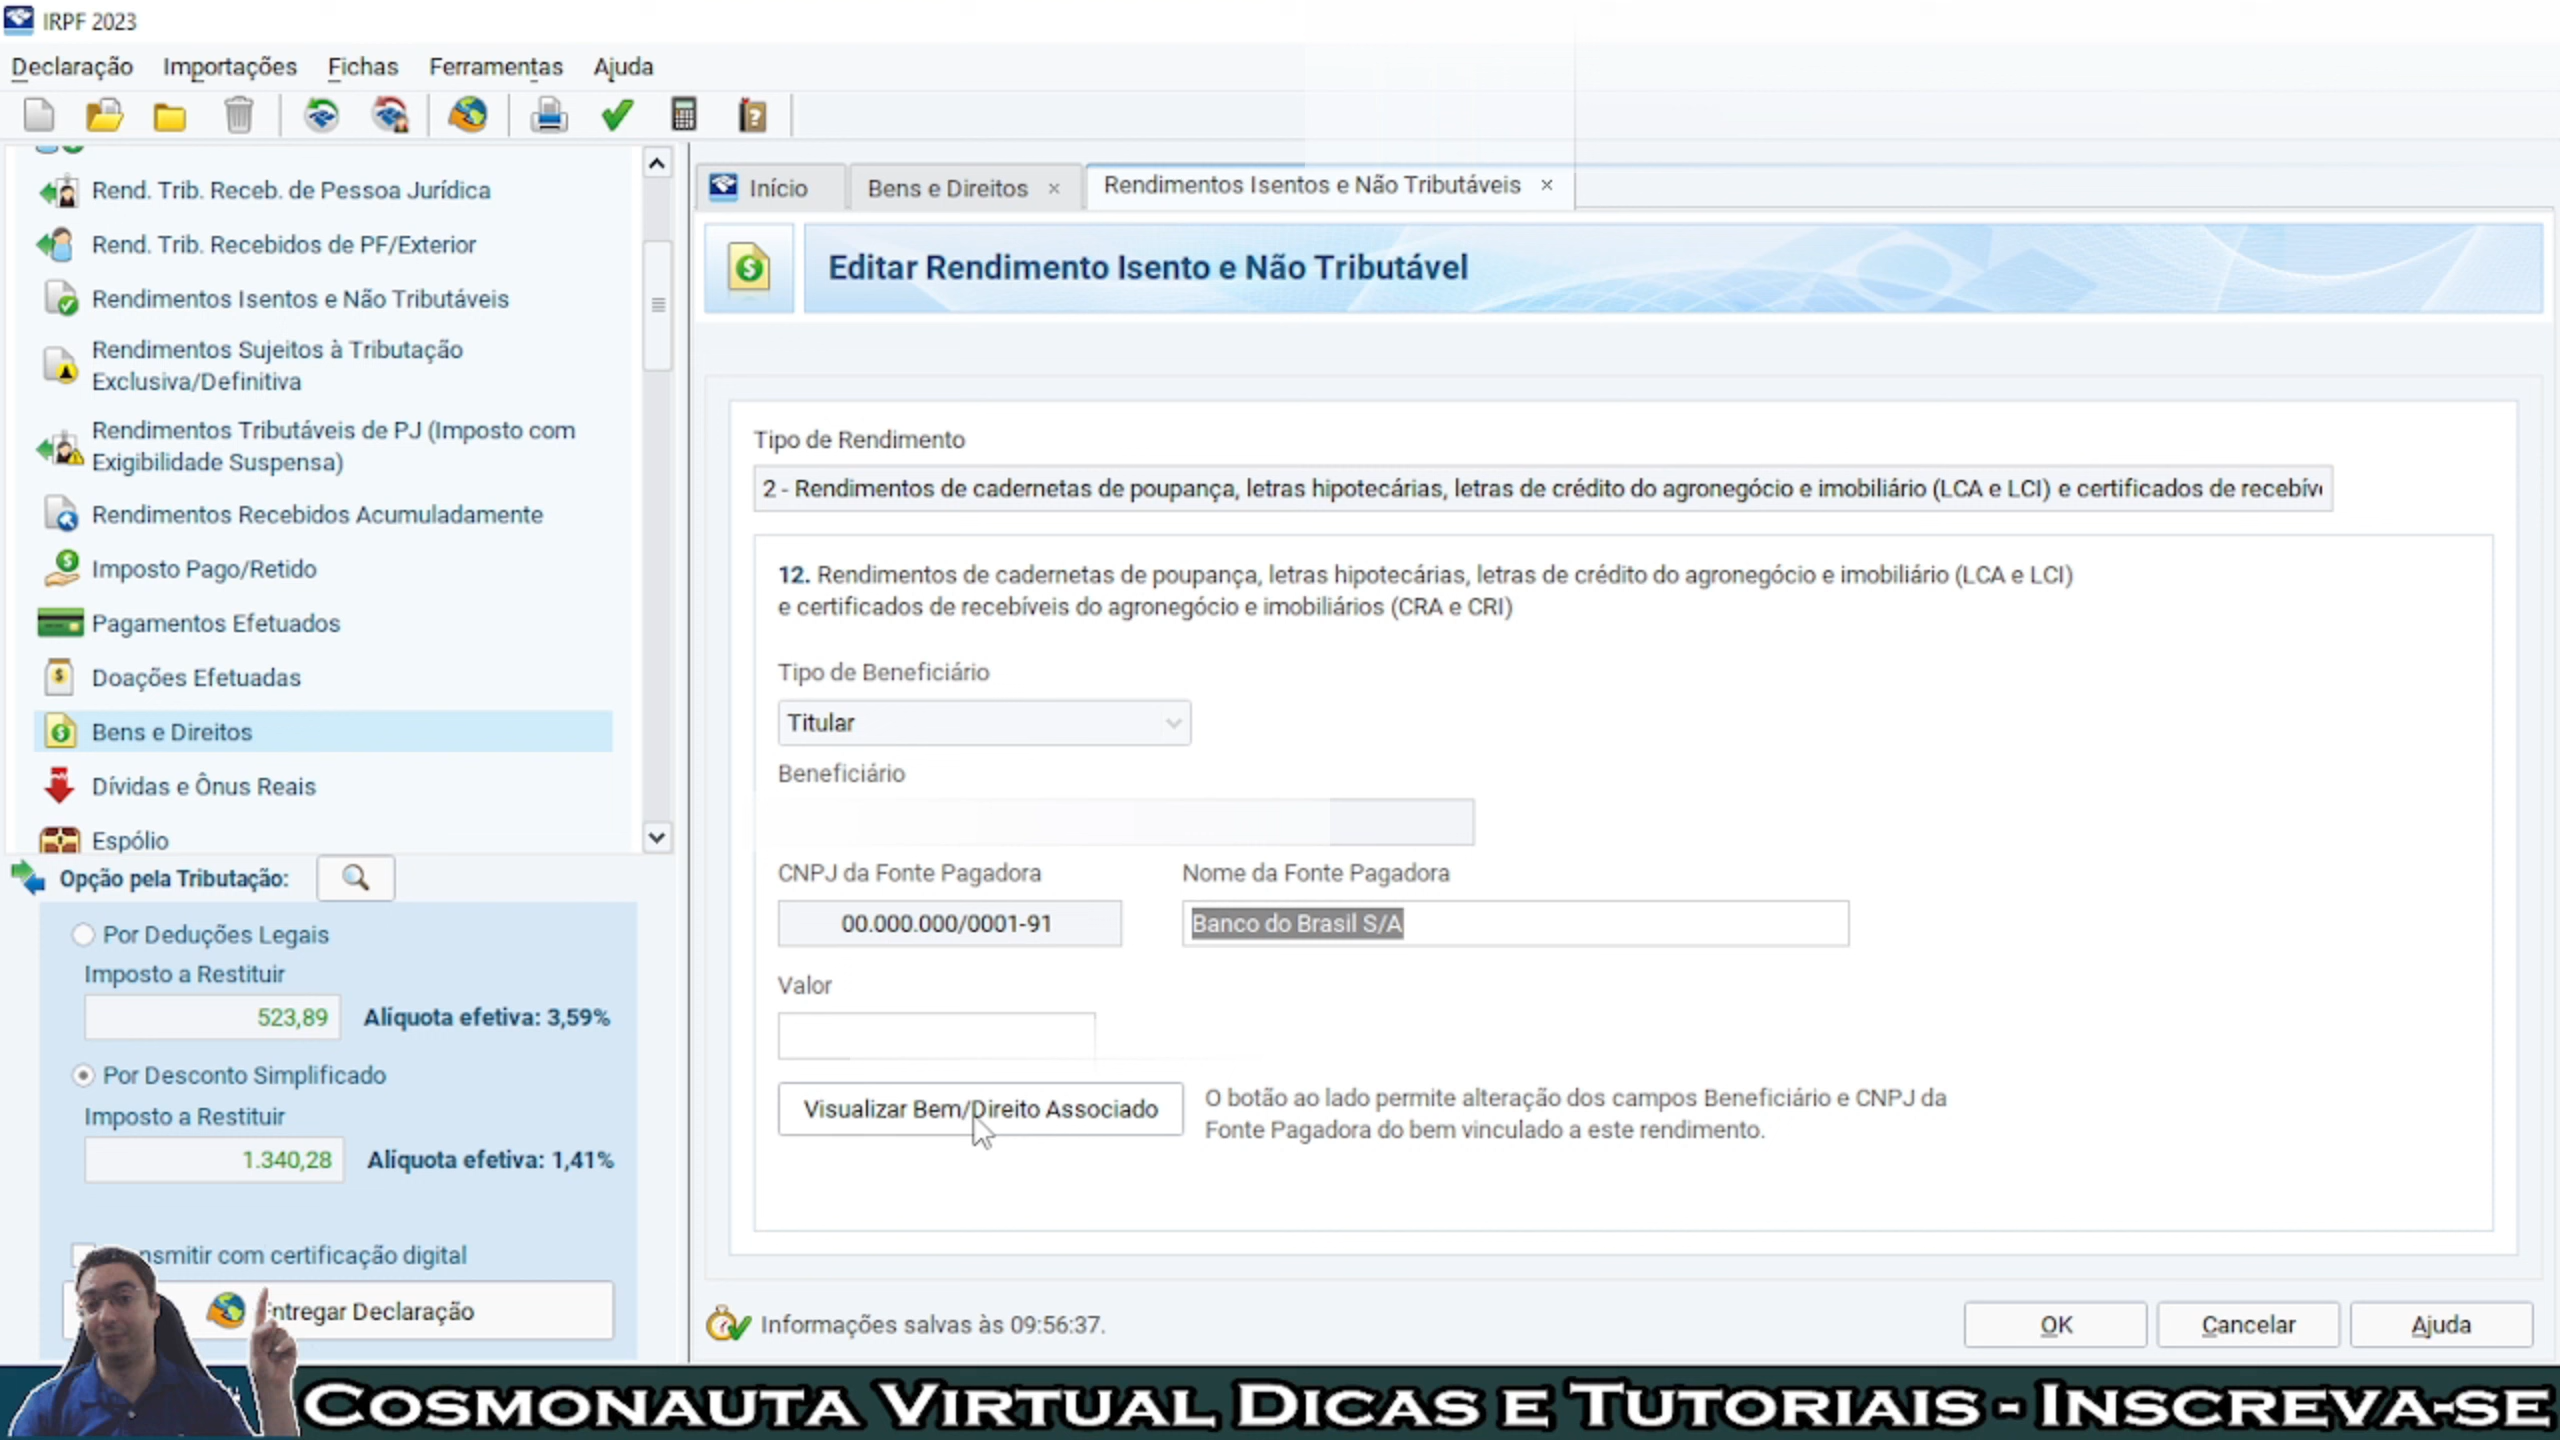 IRPF 2023
Declaração Importações Fichas Ferramentas Ajuda
Rend. Trib. Receb. de Pessoa Jurídica
Rend. Trib. Recebidos de PF/Exterior
Rendimentos Isentos e Não Tributáveis
Rendimentos Sujeitos à Tributação
Exclusiva/Definitiva
Rendimentos Tributáveis de PJ (Imposto com
Exigibilidade Suspensa)
Rendimentos Recebidos Acumuladamente
Imposto Pago/Retido
Pagamentos Efetuados
Doações Efetuadas
Bens e Direitos
Dívidas e Ônus Reais
Espólio
Opção pela Tributação:
Por Deduções Legais
Imposto a Restituir
523,89 Alíquota efetiva: 3,59%
Por Desconto Simplificado
Imposto a Restituir
1.340,28 Alíquota efetiva: 1,41%
nsmitir com certificação digital
ntregar Declaração
Início Bens e Direitos × Rendimentos Isentos e Não Tributáveis ×
Editar Rendimento Isento e Não Tributável
Tipo de Rendimento
2 - Rendimentos de cadernetas de poupança, letras hipotecárias, letras de crédito do agronegócio e imobiliário (LCA e LCI) e certificados de recebív
12. Rendimentos de cadernetas de poupança, letras hipotecárias, letras de crédito do agronegócio e imobiliário (LCA e LCI)
e certificados de recebíveis do agronegócio e imobiliários (CRA e CRI)
Tipo de Beneficiário
Titular
Beneficiário
CNPJ da Fonte Pagadora Nome da Fonte Pagadora
00.000.000/0001-91 Banco do Brasil S/A
Valor
Visualizar Bem/Direito Associado
O botão ao lado permite alteração dos campos Beneficiário e CNPJ da
Fonte Pagadora do bem vinculado a este rendimento.
Informações salvas às 09:56:37.
OK Cancelar Ajuda
COSMONAUTA VIRTUAL DICAS E TUTORIAIS - INSCREVA-SE